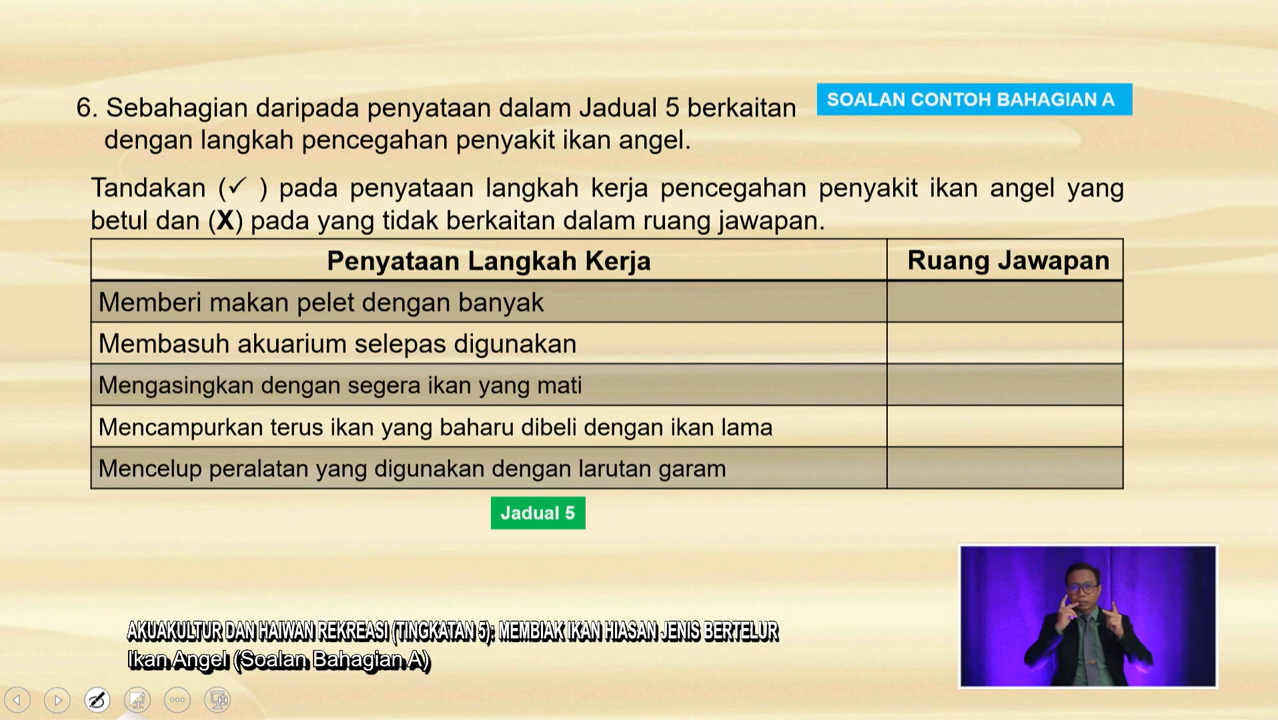 6. Sebahagian daripada penyataan dalam Jadual 5 berkaitan
dengan langkah pencegahan penyakit ikan angel.
SOALAN CONTOH BAHAGIAN A
Tandakan (✓ ) pada penyataan langkah kerja pencegahan penyakit ikan angel yang
betul dan (X) pada yang tidak berkaitan dalam ruang jawapan.
Penyataan Langkah Kerja
Ruang Jawapan
Memberi makan pelet dengan banyak
Membasuh akuarium selepas digunakan
Mengasingkan dengan segera ikan yang mati
Mencampurkan terus ikan yang baharu dibeli dengan ikan lama
Mencelup peralatan yang digunakan dengan larutan garam
Jadual 5
AKUAKULTUR DAN HAIWAN REKREASI (TINGKATAN 5): MEMBIAK IKAN HIASAN JENIS BERTELUR
Ikan Angel (Soalan Bahagian A)